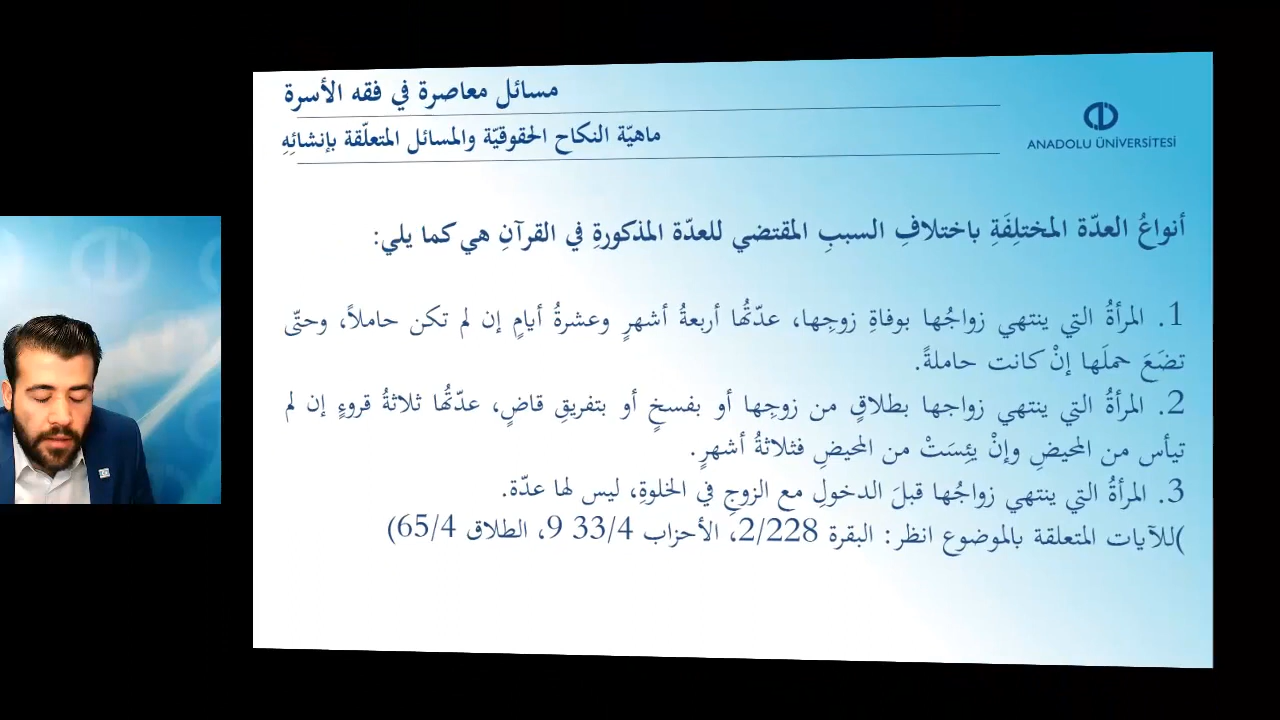 مسائل معاصرة في فقه الأسرة
ماهيّة النكاح الحقوقيّة والمسائل المتعلّقة بإنشائِهِ
ANADOLU ÜNİVERSİTESİ
أنواعُ العدّة المختلِفَةِ باختلافِ السببِ المقتضي للعدّة المذكورةِ في القرآنِ هي كما يلي:
1. المرأةُ التي ينتهي زواجُها بوفاةِ زوجِها، عدّتُها أربعةُ أشهرٍ وعشرةُ أيامٍ إن لم تكن حاملاً، وحتّى
تضَعَ حملَها إنْ كانت حاملةً.
2. المرأةُ التي ينتهي زواجها بطلاقٍ من زوجِها أو بفسخٍ أو بتفريقِ قاضٍ، عدّتُها ثلاثةُ قروءٍ إن لم
تيأس من المحيضِ وإنْ يئِسَتْ من المحيضِ فثلاثةُ أشهرٍ.
3. المرأةُ التي ينتهي زواجُها قبلَ الدخولِ مع الزوجِ في الخلوةِ، ليس لها عدّة.
)للآيات المتعلقة بالموضوع انظر: البقرة 2/228، الأحزاب 33/4 9، الطلاق 65/4(